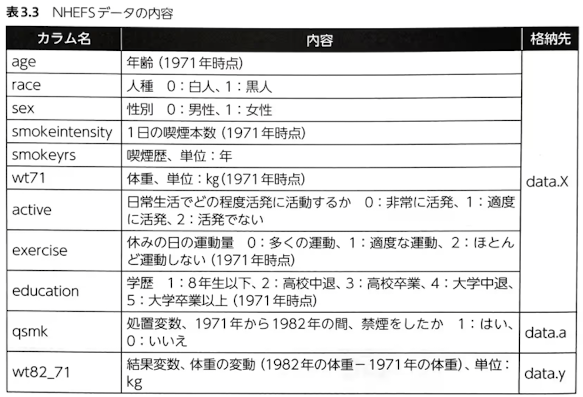 表3.3 NHEFSデータの内容
カラム名 内容 格納先
age 年齢（1971年時点）
race 人種 0：白人、1：黒人
sex 性別 0：男性、1：女性
smokeintensity 1日の喫煙本数（1971年時点）
smokeyrs 喫煙歴、単位：年
wt71 体重、単位：kg（1971年時点）
data.X
active 日常生活でどの程度活発に活動するか 0：非常に活発、1：適度
に活発、2：活発でない
exercise 休みの日の運動量 0：多くの運動、1：適度な運動、2：ほとん
ど運動しない（1971年時点）
education 学歴 1：8年生以下、2：高校中退、3：高校卒業、4：大学中退、
5：大学卒業以上（1971年時点）
qsmk 処置変数、1971年から1982年の間、禁煙をしたか 1：はい、
0：いいえ
data.a
wt82_71 結果変数、体重の変動（1982年の体重－1971年の体重）、単位：
kg
data.y